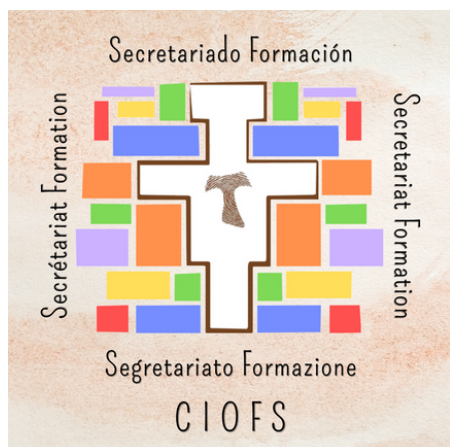 Secretariado Formación
Secrétariat Formation
Secretariat Formation
Segretariato Formazione
CIOFS